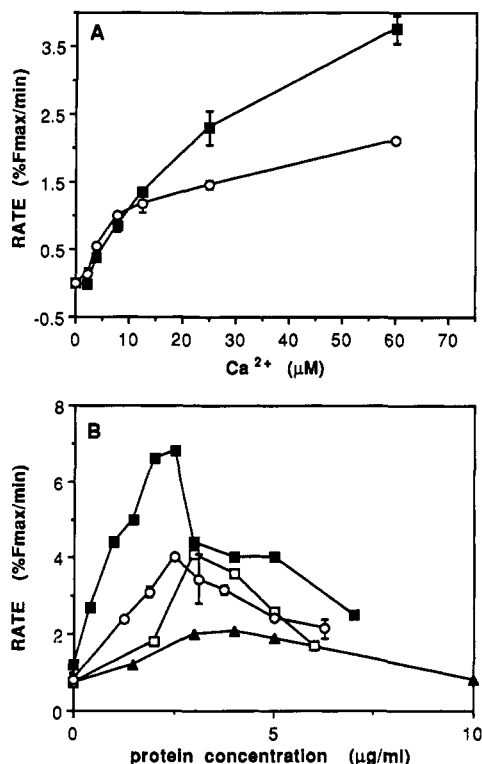 A
3.5
2.5
1.5
0.5
-0.5
RATE (%Fmax/min)
0 10 20 30 40 50 60 70
Ca 2+ (μM)
B
8
6
4
2
0
RATE (%Fmax/min)
0 5 10
protein concentration (μg/ml)